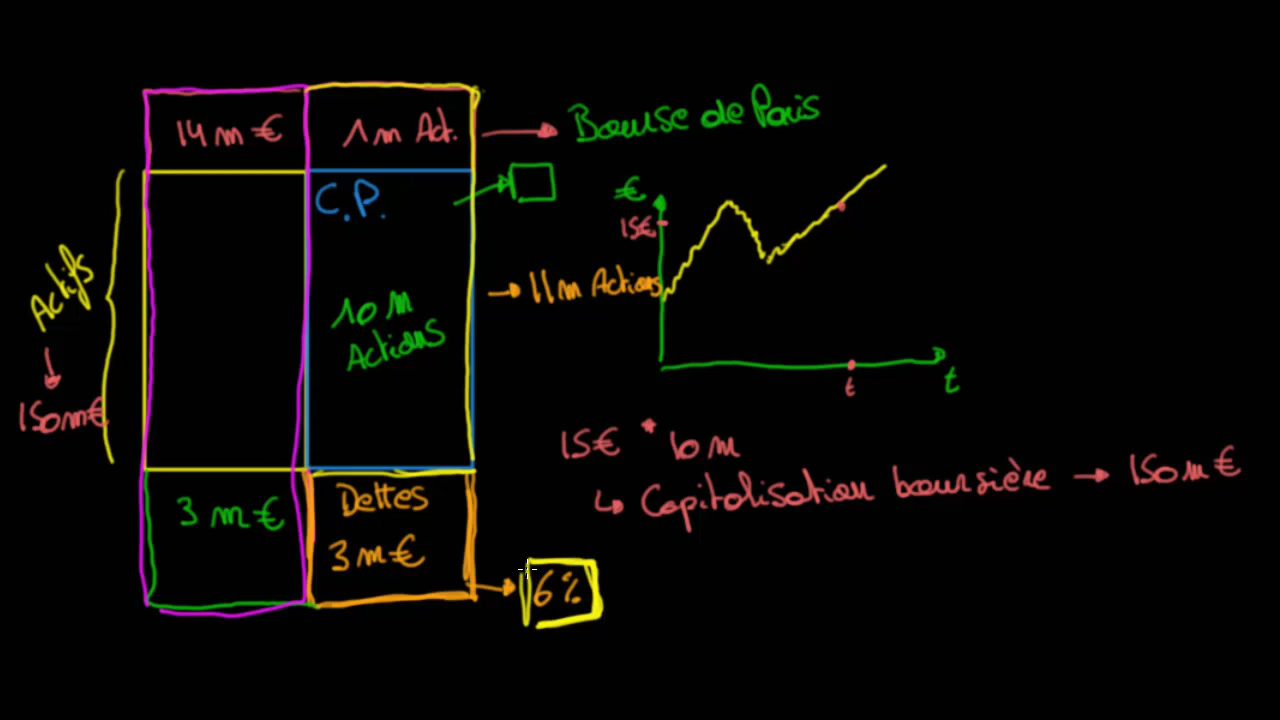 14 m €
1 m Act.
Bourse de Paris
C.P.
€
15€
Actifs
11 m Actions
10 m
Actions
t
t
150 m€
15€ * 10 m
↳ Capitalisation boursière → 150 m €
3 m €
Dettes
3 m €
6%